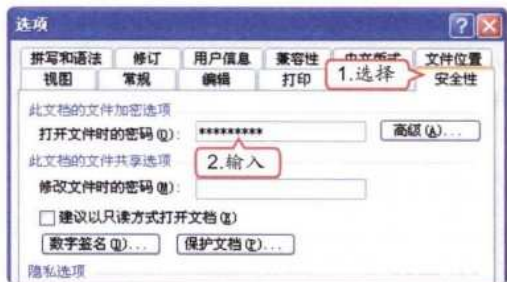 选项
拼写和语法 修订 用户信息 兼容性 中文版式 文件位置
视图 常规 编辑 打印 1.选择 安全性
此文档的文件加密选项
打开文件时的密码(O): ********* 高级(A)...
此文档的文件共享选项 2.输入
修改文件时的密码(M):
建议以只读方式打开文档(E)
数字签名(D)... 保护文档(P)...
隐私选项